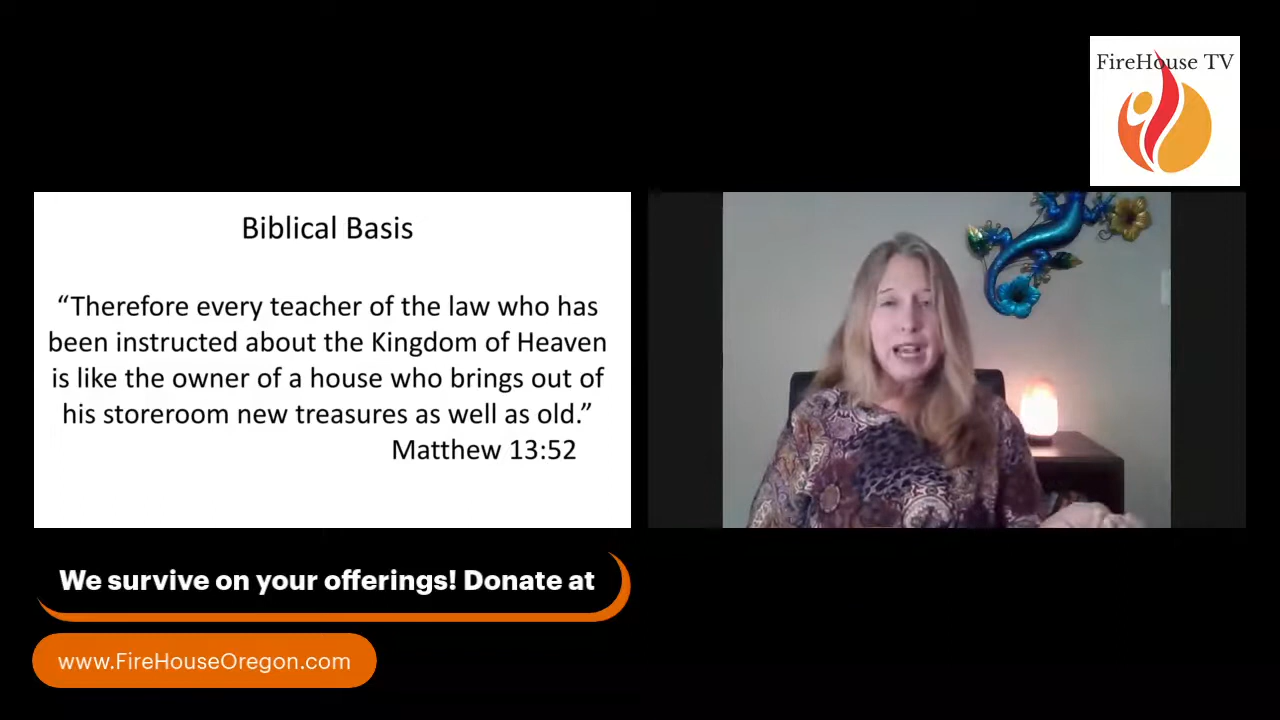 FireHouse TV
Biblical Basis
“Therefore every teacher of the law who has
been instructed about the Kingdom of Heaven
is like the owner of a house who brings out of
his storeroom new treasures as well as old.”
Matthew 13:52
We survive on your offerings! Donate at
www.FireHouseOregon.com